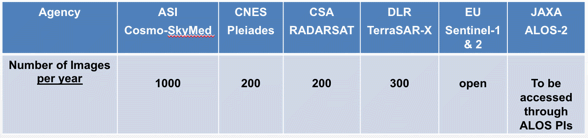 Agency ASI CNES CSA DLR EU JAXA
Cosmo-SkyMed Pleiades RADARSAT TerraSAR-X Sentinel-1 ALOS-2
& 2
Number of Images
per year 1000 200 200 300 open To be
accessed
through
ALOS PIs